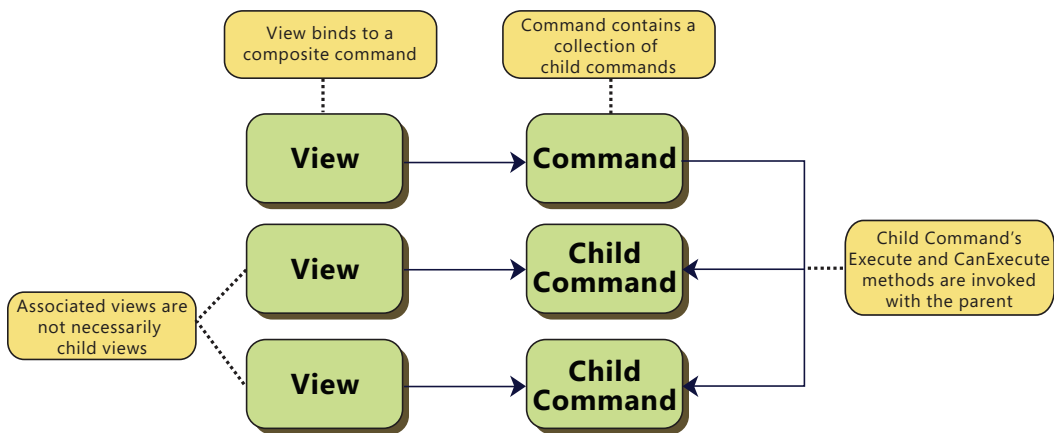 View binds to a
composite command
Command contains a
collection of
child commands
View
Command
View
Child
Command
Child Command's
Execute and CanExecute
methods are invoked
with the parent
Associated views are
not necessarily
child views
View
Child
Command